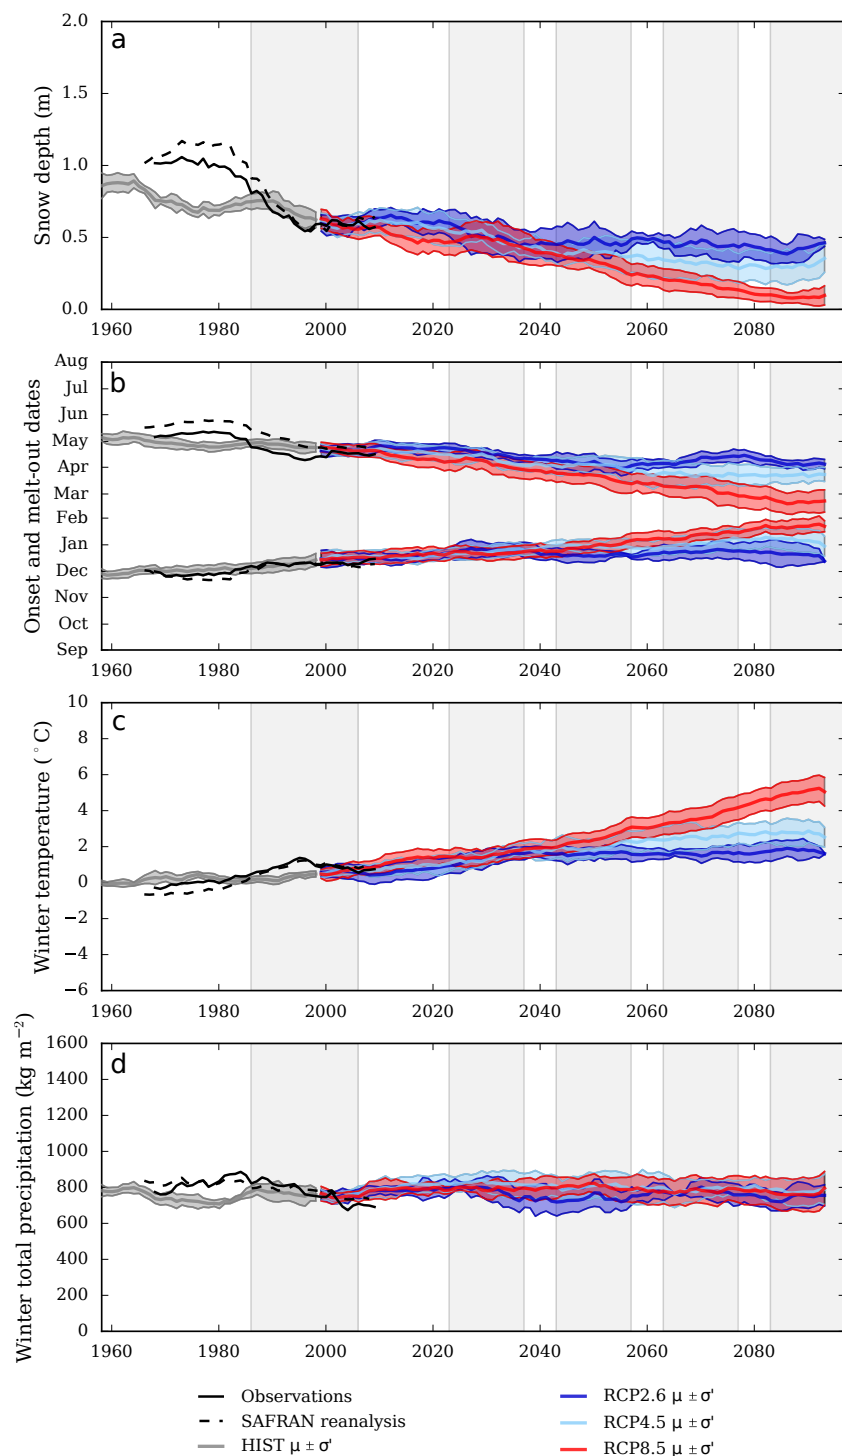 a
Snow depth (m)
2.0
1.5
1.0
0.5
0.0
1960 1980 2000 2020 2040 2060 2080
b
Onset and melt-out dates
Aug
Jul
Jun
May
Apr
Mar
Feb
Jan
Dec
Nov
Oct
Sep
1960 1980 2000 2020 2040 2060 2080
c
Winter temperature (°C)
10
8
6
4
2
0
−2
−4
−6
1960 1980 2000 2020 2040 2060 2080
d
Winter total precipitation (kg m⁻²)
1600
1400
1200
1000
800
600
400
200
0
1960 1980 2000 2020 2040 2060 2080
Observations
SAFRAN reanalysis
HIST μ ± σ'
RCP2.6 μ ± σ'
RCP4.5 μ ± σ'
RCP8.5 μ ± σ'